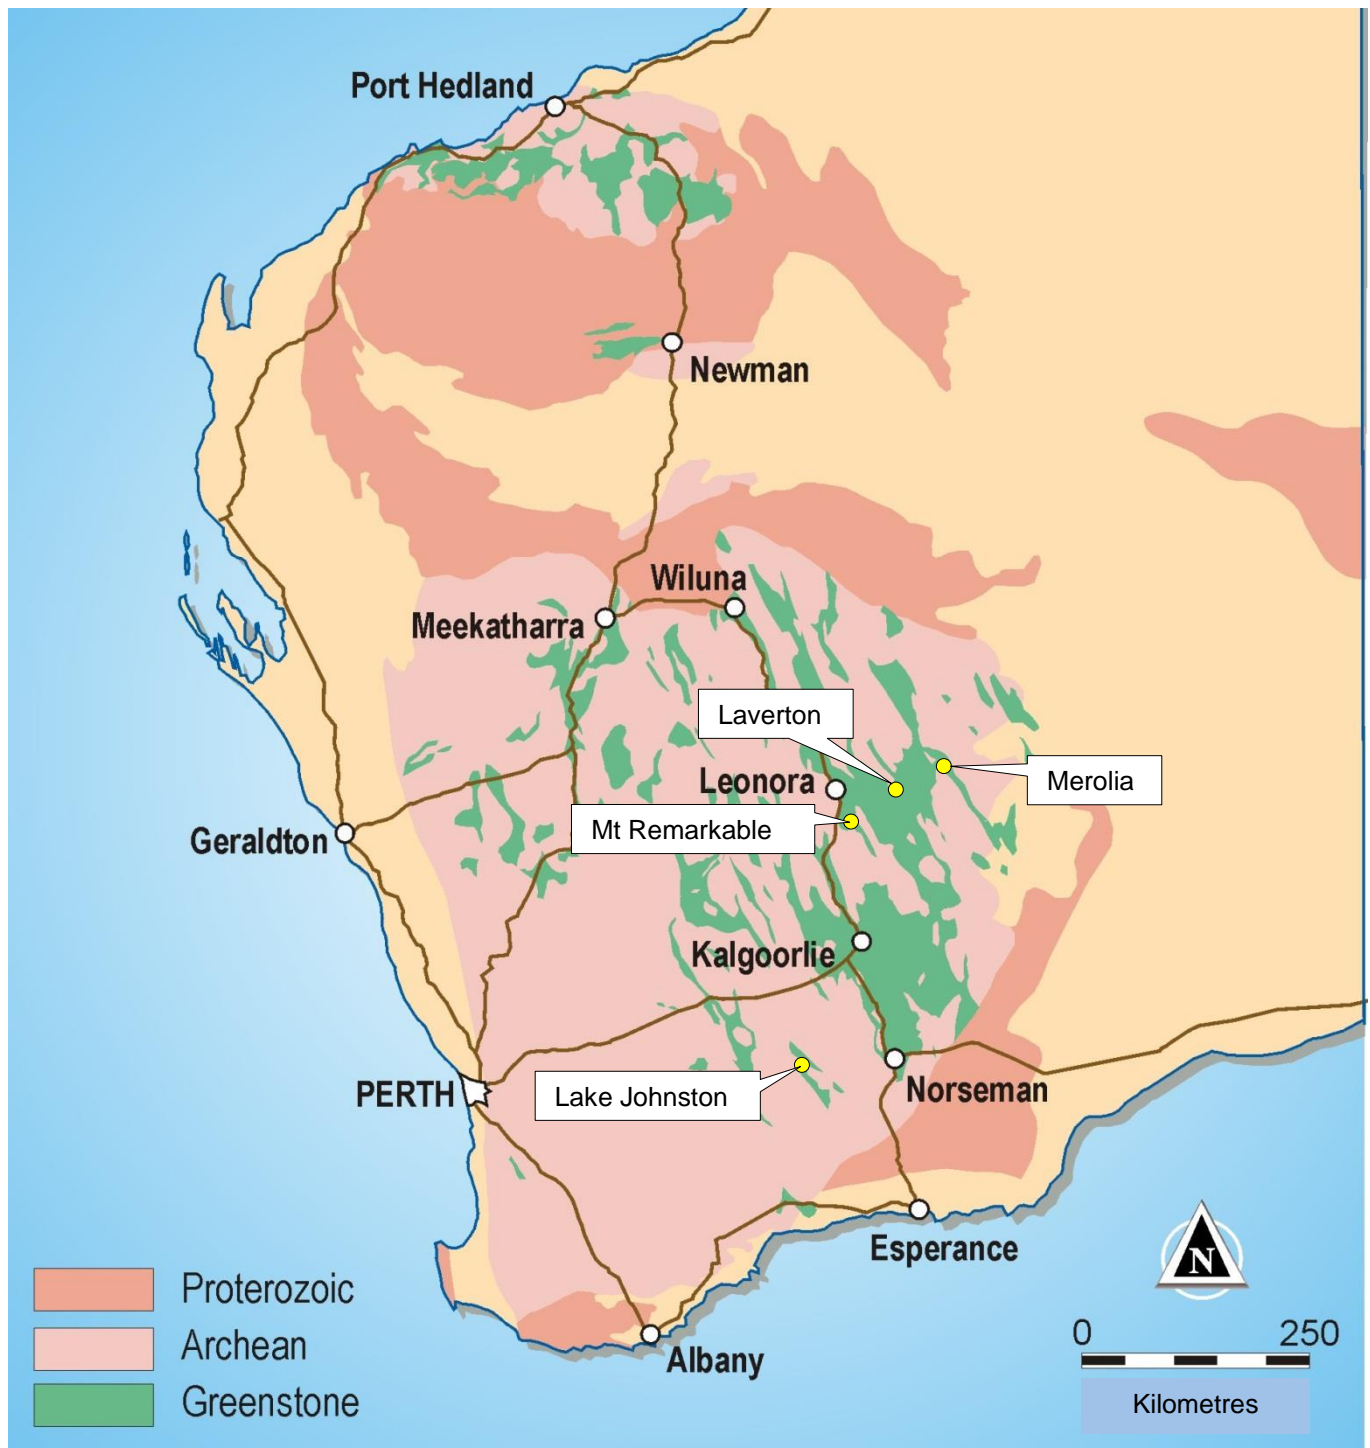 Port Hedland
Newman
Wiluna
Meekatharra
Laverton
Leonora
Merolia
Mt Remarkable
Geraldton
Kalgoorlie
PERTH
Lake Johnston
Norseman
Esperance
Albany
Proterozoic
Archean
Greenstone
N
0 250
Kilometres